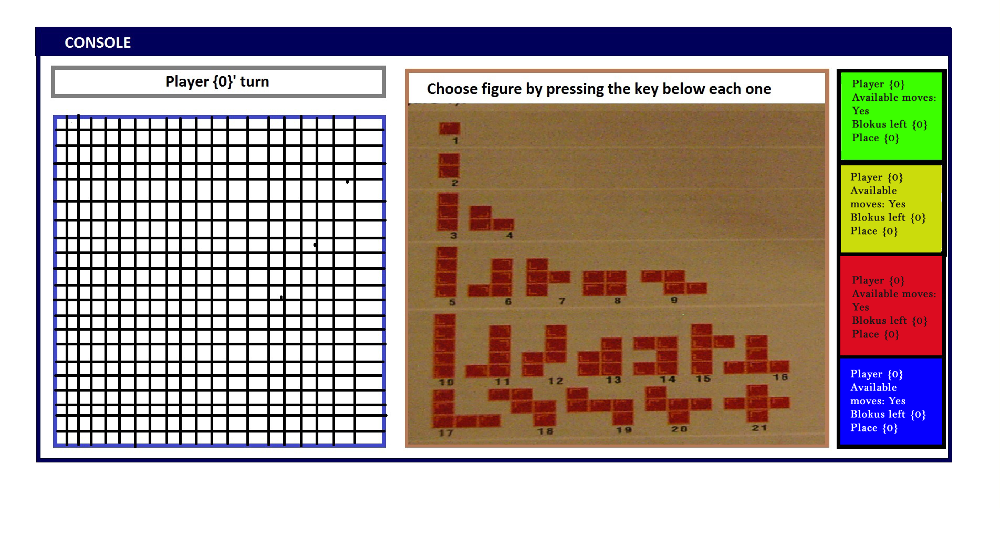 CONSOLE
Player {0}' turn
Choose figure by pressing the key below each one
1
2
3 4
5 6 7 8 9
10 11 12 13 14 15 16
17 18 19 20 21
Player {0}
Available moves:
Yes
Blokus left {0}
Place {0}
Player {0}
Available
moves: Yes
Blokus left {0}
Place {0}
Player {0}
Available moves:
Yes
Blokus left {0}
Place {0}
Player {0}
Available
moves: Yes
Blokus left {0}
Place {0}